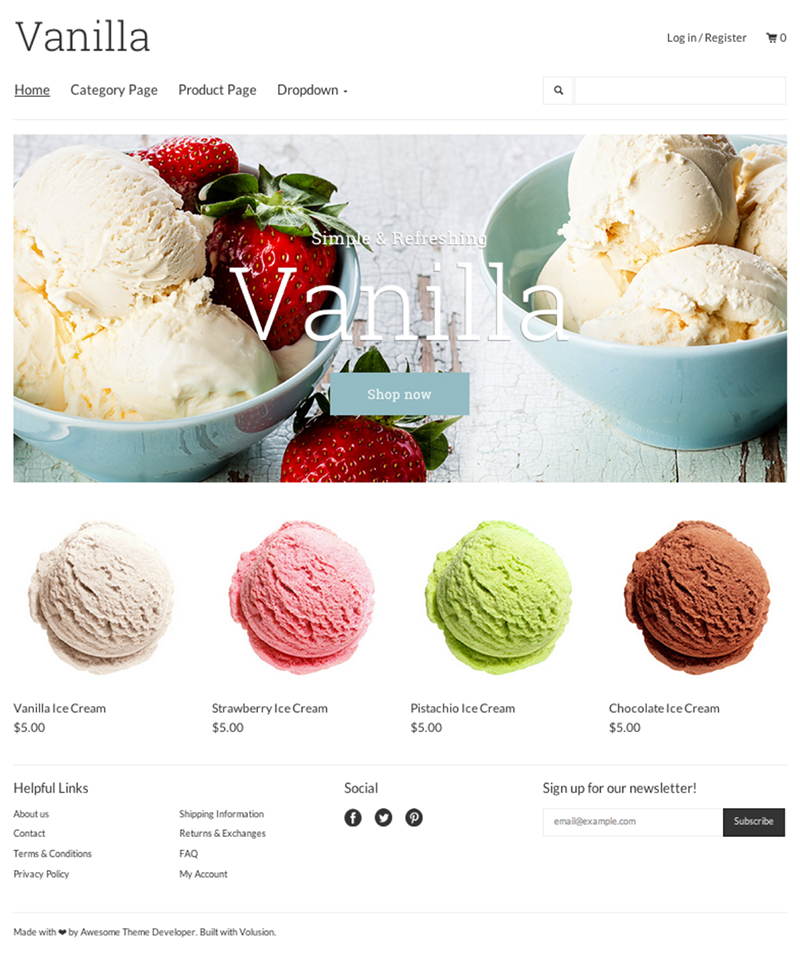 Vanilla
Log in / Register
0
Home
Category Page
Product Page
Dropdown
Simple & Refreshing
Vanilla
Shop now
Vanilla Ice Cream
$5.00
Strawberry Ice Cream
$5.00
Pistachio Ice Cream
$5.00
Chocolate Ice Cream
$5.00
Helpful Links
About us
Contact
Terms & Conditions
Privacy Policy
Shipping Information
Returns & Exchanges
FAQ
My Account
Social
Sign up for our newsletter!
email@example.com
Subscribe
Made with ❤ by Awesome Theme Developer. Built with Volusion.